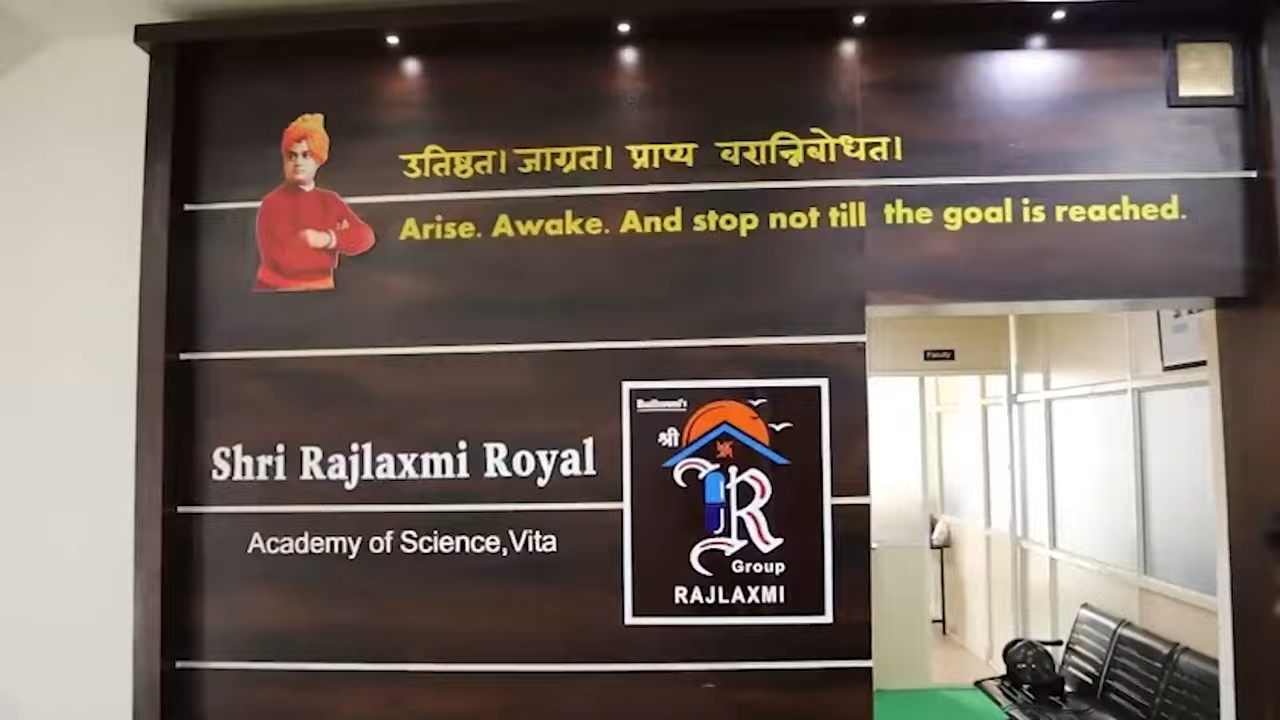 उतिष्ठत। जाग्रत। प्राप्य वरान्निबोधत।
Arise. Awake. And stop not till the goal is reached.
Faculty
श्री
Shri Rajlaxmi Royal
Academy of Science,Vita
R
Group
RAJLAXMI